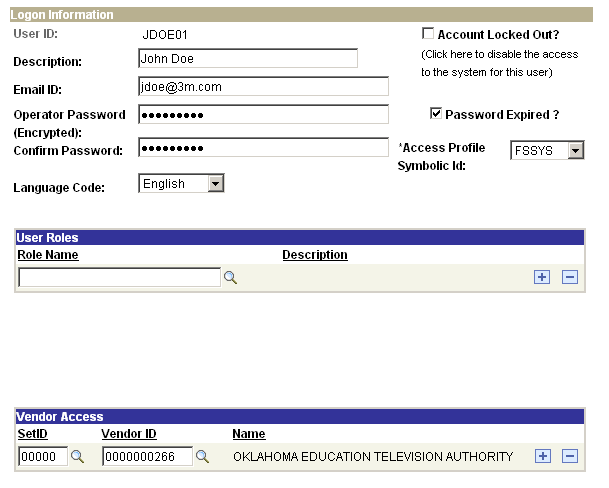 Logon Information
User ID: JDOE01
Account Locked Out?
Description: John Doe
(Click here to disable the access
to the system for this user)
Email ID: jdoe@3m.com
Operator Password
(Encrypted): ●●●●●●●●●
Password Expired ?
Confirm Password: ●●●●●●●●●
*Access Profile
Symbolic Id: FSSYS
Language Code: English
User Roles
Role Name Description
Vendor Access
SetID Vendor ID Name
00000 0000000266 OKLAHOMA EDUCATION TELEVISION AUTHORITY